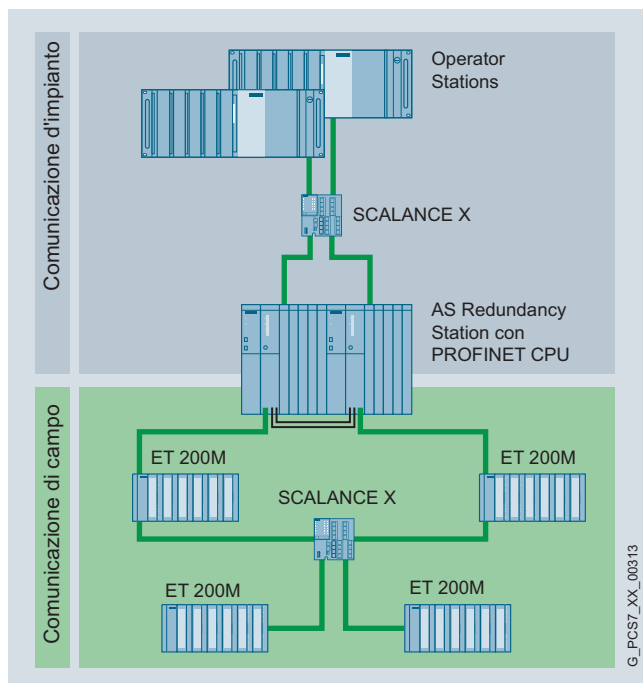 Comunicazione d'impianto
Operator
Stations
SCALANCE X
AS Redundancy
Station con
PROFINET CPU
Comunicazione di campo
ET 200M
ET 200M
SCALANCE X
ET 200M
ET 200M
G_PCS7_XX_00313